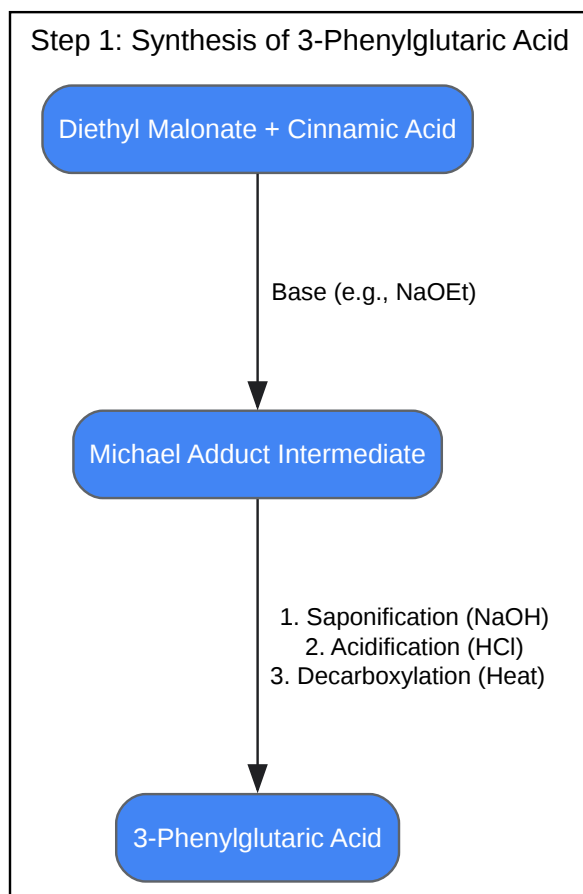 Step 1: Synthesis of 3-Phenylglutaric Acid
Diethyl Malonate + Cinnamic Acid
Base (e.g., NaOEt)
Michael Adduct Intermediate
1. Saponification (NaOH)
2. Acidification (HCl)
3. Decarboxylation (Heat)
3-Phenylglutaric Acid